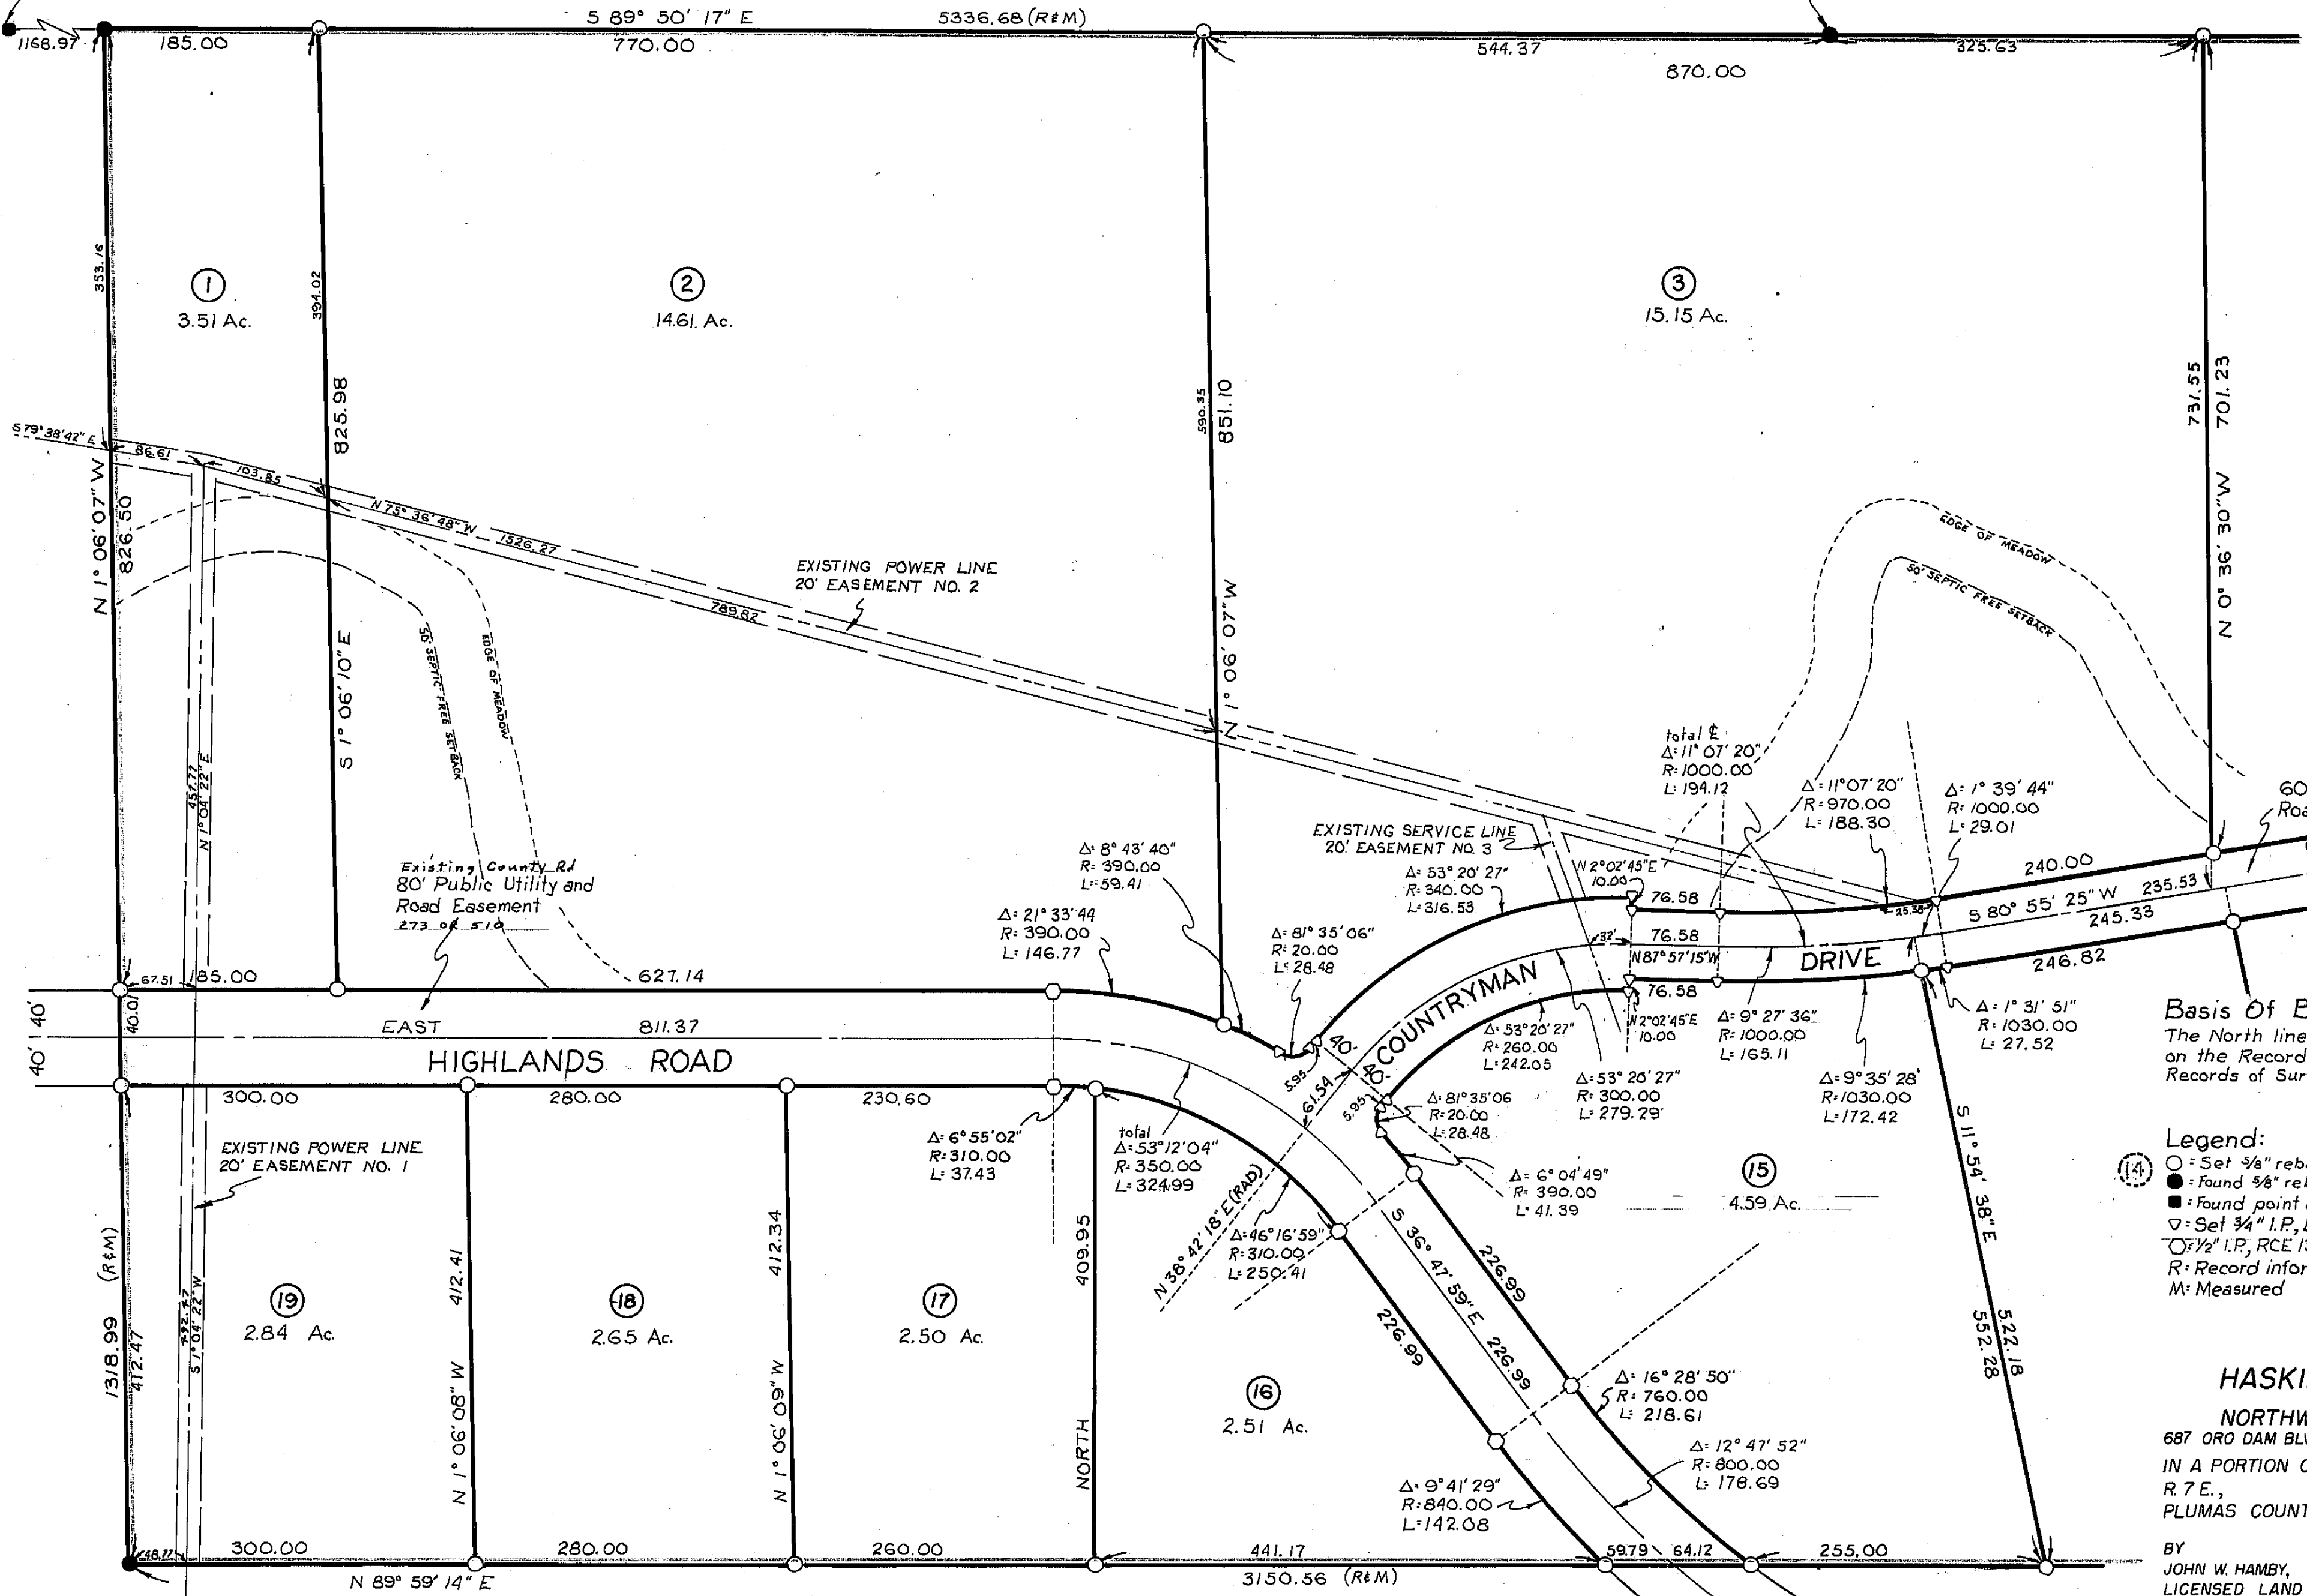 S 89° 50' 17" E 5336.68 (R&M)
1168.97 185.00 770.00 544.37 325.63
870.00
353.16
394.02
1
3.51 Ac.
2
14.61 Ac.
3
15.15 Ac.
825.98
590.35
851.10
731.55
701.23
S 79° 38' 42" E
86.61
103.85
N 75° 36' 48" W 1526.27
N 1° 06' 07" W
826.50
EXISTING POWER LINE
20' EASEMENT NO. 2
789.82
EDGE OF MEADOW
50' SEPTIC FREE SETBACK
N 0° 36' 30" W
S 1° 06' 10" E
50' SEPTIC FREE SETBACK
EDGE OF MEADOW
N 1° 06' 07" W
457.77
N 1° 04' 22" E
total ℄
Δ=11° 07' 20"
R=1000.00
L=194.12
Δ=11° 07' 20"
R=970.00
L=188.30
Δ=1° 39' 44"
R=1000.00
L=29.01
60
Roa
EXISTING SERVICE LINE
20' EASEMENT NO. 3
N 2° 02' 45" E
10.00
Δ=8° 43' 40"
R=390.00
L=59.41
Δ=53° 20' 27"
R=340.00
L=316.53
Existing County Rd
80' Public Utility and
Road Easement
273 OR 510
Δ=21° 33' 44
R=390.00
L=146.77
Δ=81° 35' 06"
R=20.00
L=28.48
76.58
25.38
240.00
S 80° 55' 25" W 235.53
245.33
32'
76.58
N 87° 57' 15" W
DRIVE
246.82
67.51 185.00 627.14
76.58
40'
40.01
EAST 811.37
HIGHLANDS ROAD
40'
40'
COUNTRYMAN
40'
5.95
61.54
5.95
Δ=53° 20' 27"
R=260.00
L=242.05
N 2° 02' 45" E
10.00
Δ=9° 27' 36"
R=1000.00
L=165.11
Δ=1° 31' 51"
R=1030.00
L=27.52
Basis Of B
The North line
on the Record
Records of Sur
300.00 280.00 230.60
Δ=53° 20' 27"
R=300.00
L=279.29
Δ=9° 35' 28"
R=1030.00
L=172.42
EXISTING POWER LINE
20' EASEMENT NO. 1
Δ=6° 55' 02"
R=310.00
L=37.43
total
Δ=53° 12' 04"
R=350.00
L=324.99
Δ=81° 35' 06
R=20.00
L=28.48
Δ=6° 04' 49"
R=390.00
L=41.39
15
4.59 Ac.
S 11° 54' 38" E
14
Legend:
= Set 5/8" reba
= Found 5/8" reb
= Found point
= Set 3/4" I.P.,
= 1/2" I.P., RCE 13
R= Record infor
M= Measured
N 38° 42' 18" E (RAD)
Δ=46° 16' 59"
R=310.00
L=250.41
S 36° 47' 59" E 226.99
226.99
226.99
1318.99 (R&M)
412.47
S 1° 04' 22" W
19
2.84 Ac.
412.41
N 1° 06' 08" W
18
2.65 Ac.
412.34
N 1° 06' 09" W
17
2.50 Ac.
409.95
NORTH
16
2.51 Ac.
522.18
552.28
Δ=16° 28' 50"
R=760.00
L=218.61
Δ=12° 47' 52"
R=800.00
L=178.69
Δ=9° 41' 29"
R=840.00
L=142.08
HASKI
NORTHW
687 ORO DAM BLV
IN A PORTION O
R. 7 E.,
PLUMAS COUNT
BY
JOHN W. HAMBY,
LICENSED LAND
48.77 300.00 280.00 260.00 441.17 59.79 64.12 255.00
N 89° 59' 14" E 3150.56 (R&M)